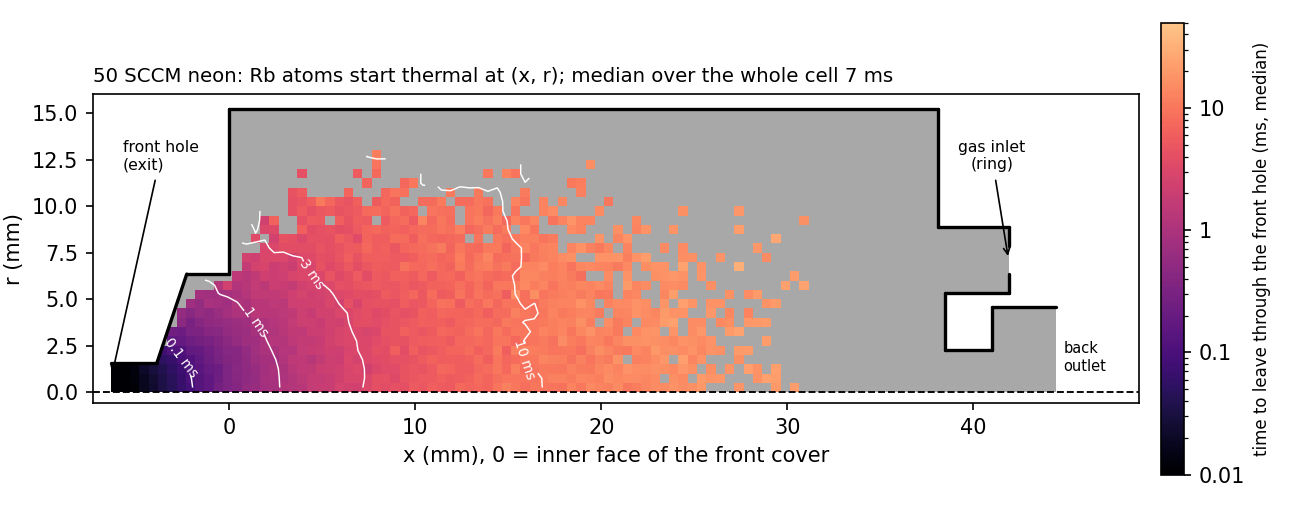 50 SCCM neon: Rb atoms start thermal at (x, r); median over the whole cell 7 ms
15.0
12.5
10.0
7.5
5.0
2.5
0.0
r (mm)
front hole
(exit)
gas inlet
(ring)
back
outlet
0.1 ms
1 ms
3 ms
10 ms
0
10
20
30
40
x (mm), 0 = inner face of the front cover
10
1
0.1
0.01
time to leave through the front hole (ms, median)